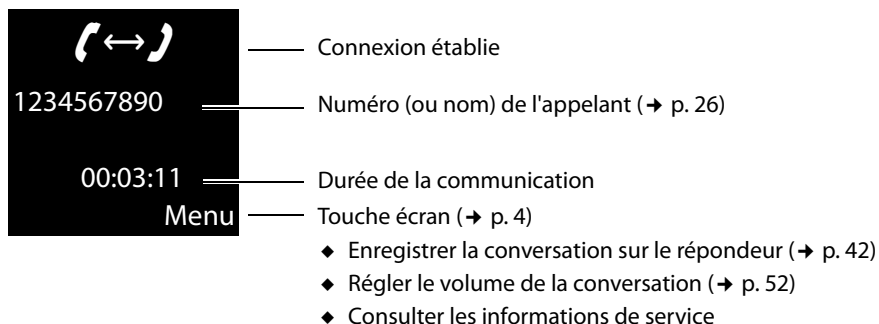 Connexion établie
1234567890 Numéro (ou nom) de l'appelant (➔ p. 26)
00:03:11 Durée de la communication
Menu Touche écran (➔ p. 4)
◆ Enregistrer la conversation sur le répondeur (➔ p. 42)
◆ Régler le volume de la conversation (➔ p. 52)
◆ Consulter les informations de service